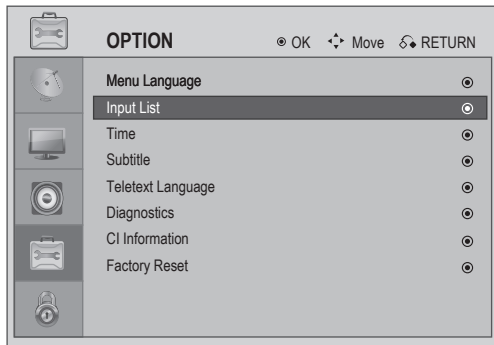 OPTION OK Move RETURN
Menu Language
Input List
Time
Subtitle
Teletext Language
Diagnostics
CI Information
Factory Reset